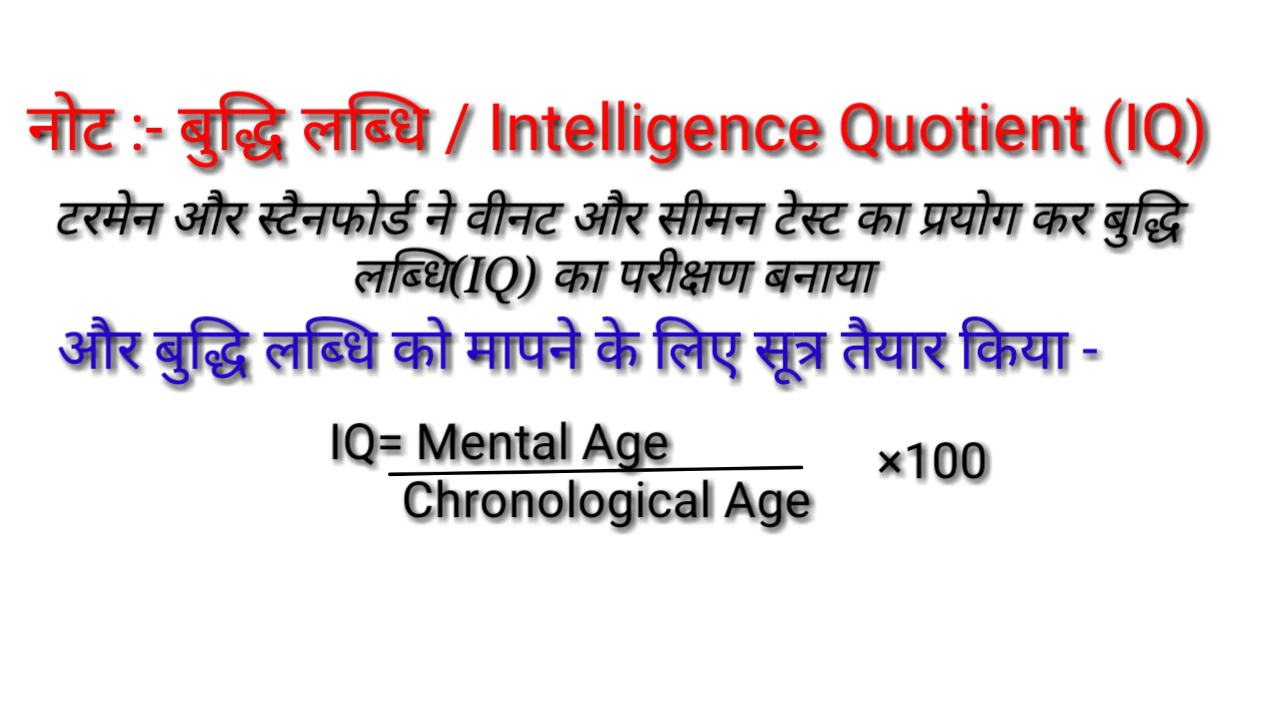 नोट :- बुद्धि लब्धि / Intelligence Quotient (IQ)
टरमेन और स्टैनफोर्ड ने वीनट और सीमन टेस्ट का प्रयोग कर बुद्धि
लब्धि(IQ) का परीक्षण बनाया
और बुद्धि लब्धि को मापने के लिए सूत्र तैयार किया -
IQ= Mental Age
×100
Chronological Age